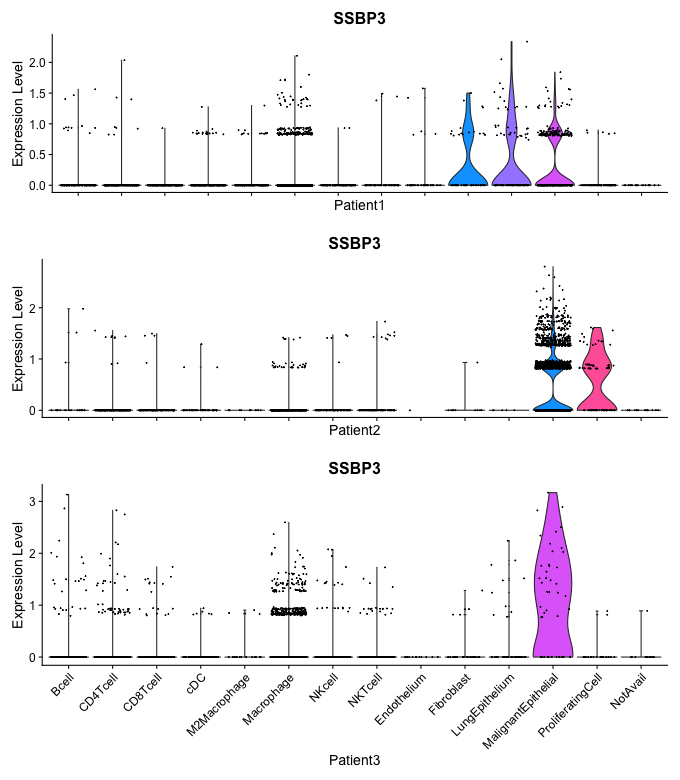 SSBP3
Expression Level
2.0
1.5
1.0
0.5
0.0
Patient1
SSBP3
Expression Level
2
1
0
Patient2
SSBP3
Expression Level
3
2
1
0
Bcell
CD4Tcell
CD8Tcell
cDC
M2Macrophage
Macrophage
NKcell
NKTcell
Endothelium
Fibroblast
LungEpithelium
MalignantEpithelial
ProliferatingCell
NotAvail
Patient3